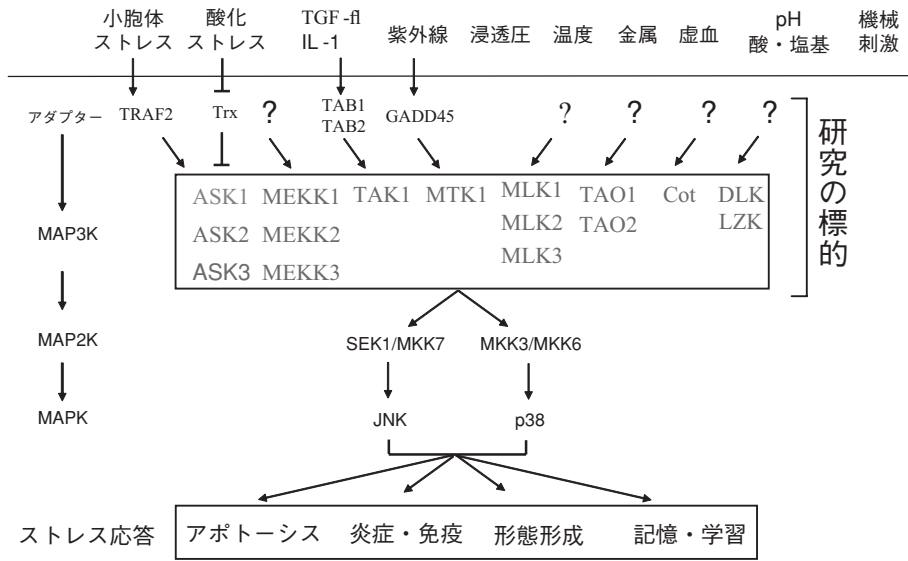 小胞体
ストレス
酸化
ストレス
TGF-fl
IL-1
紫外線
浸透圧
温度
金属
虚血
pH
酸・塩基
機械
刺激
アダプター
TRAF2
Trx
?
TAB1
TAB2
GADD45
?
?
?
?
研究の標的
MAP3K
ASK1
ASK2
ASK3
MEKK1
MEKK2
MEKK3
TAK1
MTK1
MLK1
MLK2
MLK3
TAO1
TAO2
Cot
DLK
LZK
MAP2K
SEK1/MKK7
MKK3/MKK6
MAPK
JNK
p38
ストレス応答
アポトーシス
炎症・免疫
形態形成
記憶・学習